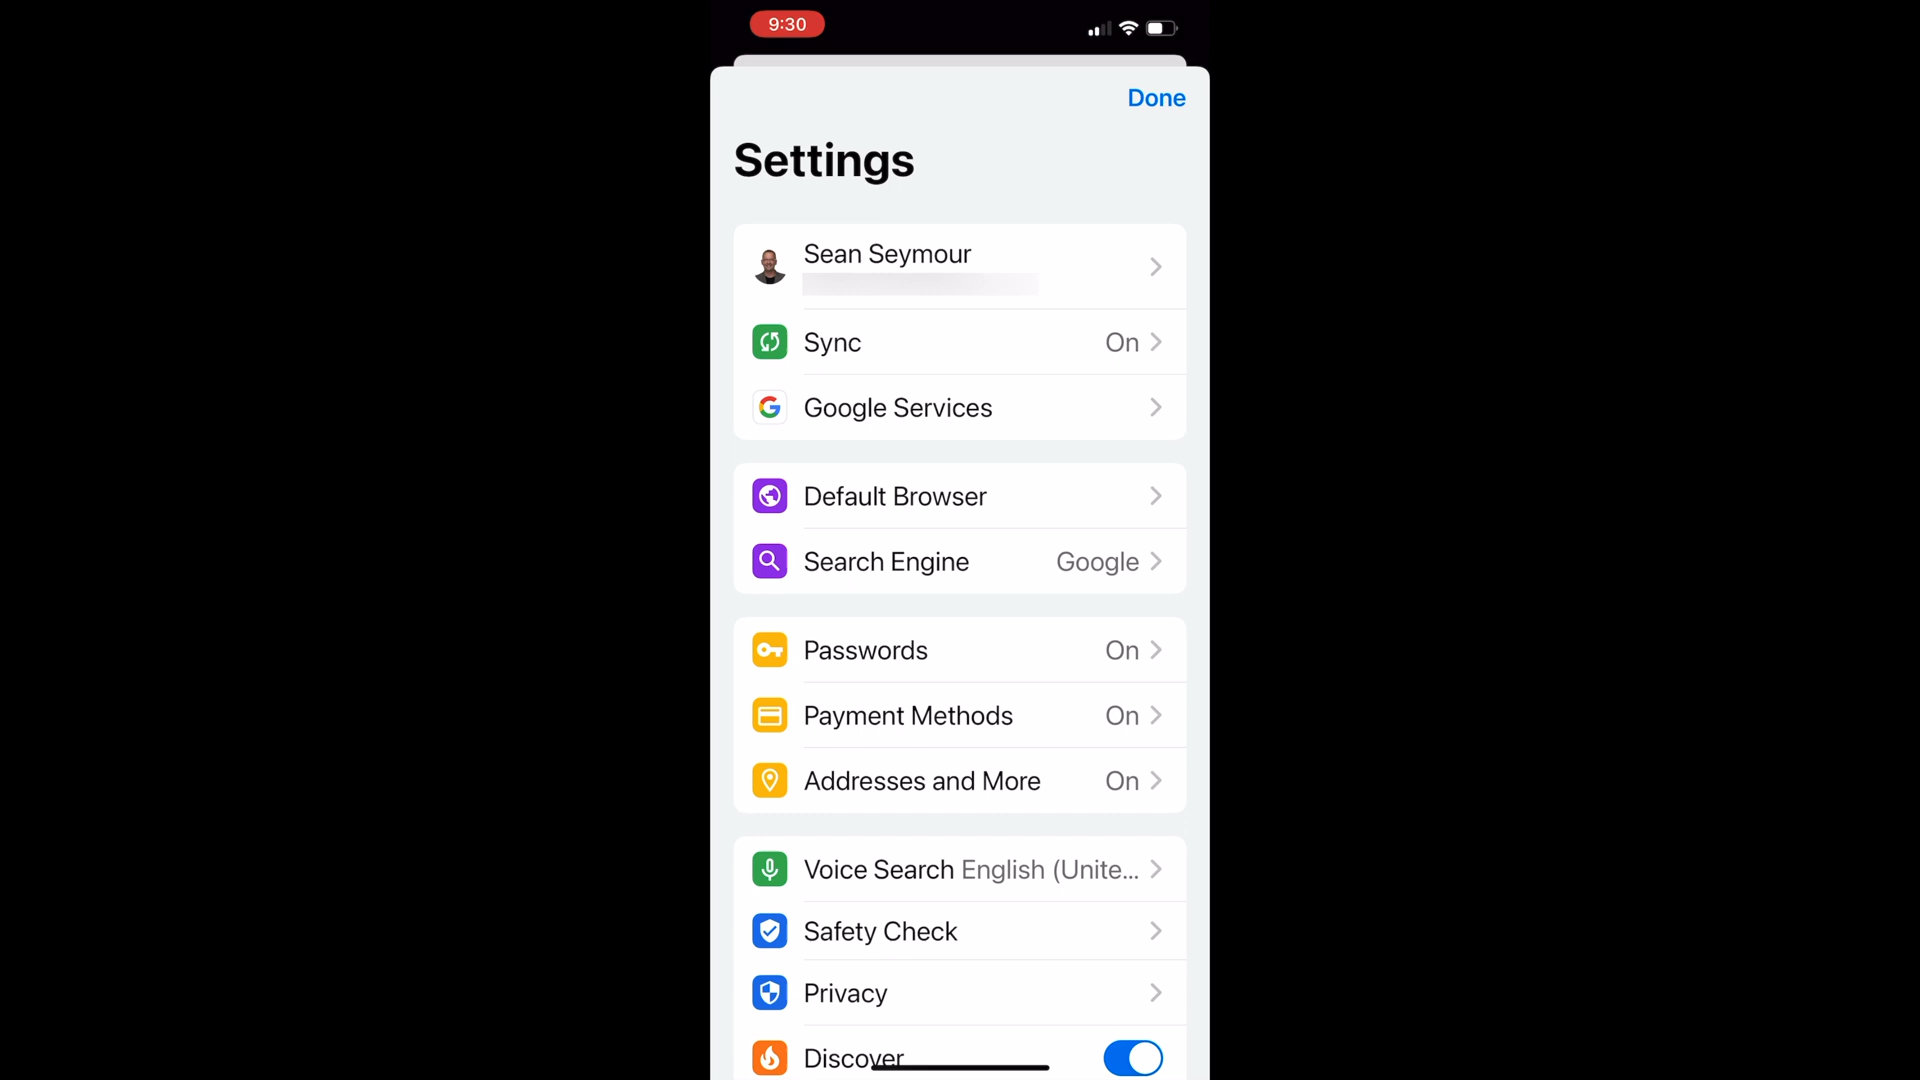 9:30
Done
Settings
Sean Seymour
Sync On
Google Services
Default Browser
Search Engine Google
Passwords On
Payment Methods On
Addresses and More On
Voice Search English (Unite...
Safety Check
Privacy
Discover